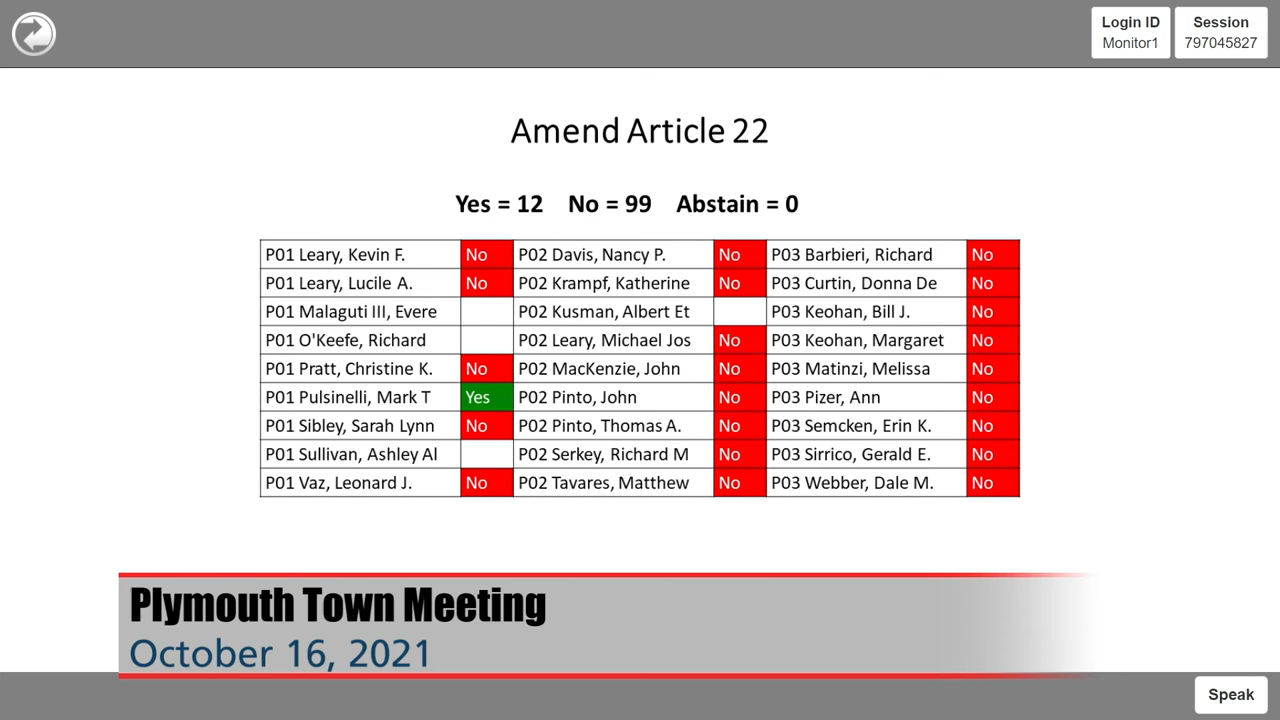 Login ID
Monitor1
Session
797045827
Amend Article 22
Yes = 12 No = 99 Abstain = 0
P01 Leary, Kevin F. No P02 Davis, Nancy P. No P03 Barbieri, Richard No
P01 Leary, Lucile A. No P02 Krampf, Katherine No P03 Curtin, Donna De No
P01 Malaguti III, Evere P02 Kusman, Albert Et P03 Keohan, Bill J. No
P01 O'Keefe, Richard P02 Leary, Michael Jos No P03 Keohan, Margaret No
P01 Pratt, Christine K. No P02 MacKenzie, John No P03 Matinzi, Melissa No
P01 Pulsinelli, Mark T Yes P02 Pinto, John No P03 Pizer, Ann No
P01 Sibley, Sarah Lynn No P02 Pinto, Thomas A. No P03 Semcken, Erin K. No
P01 Sullivan, Ashley Al P02 Serkey, Richard M No P03 Sirrico, Gerald E. No
P01 Vaz, Leonard J. No P02 Tavares, Matthew No P03 Webber, Dale M. No
Plymouth Town Meeting
October 16, 2021
Speak